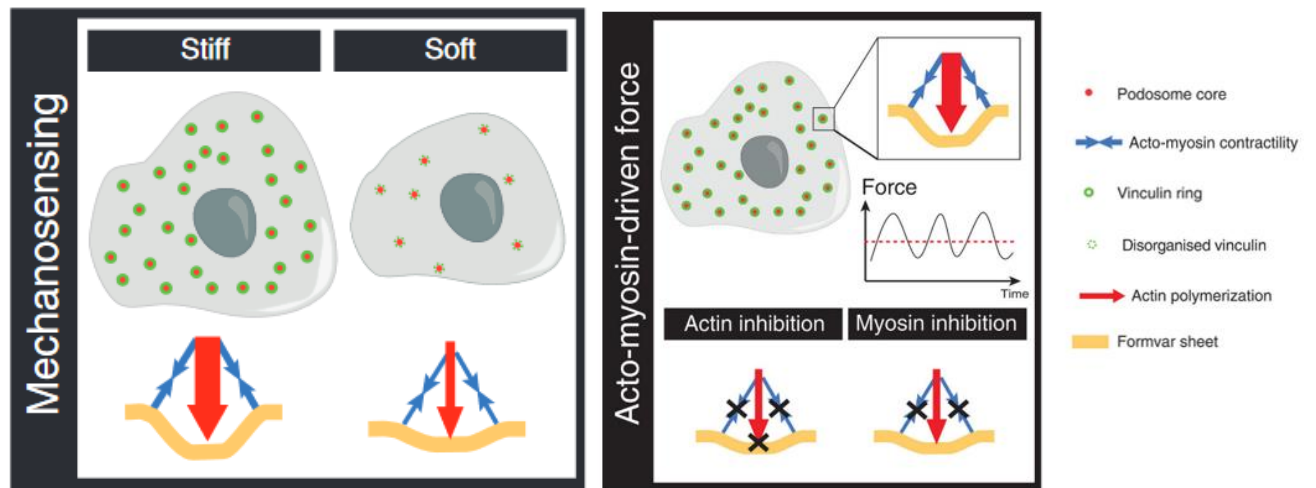 Mechanosensing
Stiff
Soft
Acto-myosin-driven force
Force
Time
Actin inhibition
Myosin inhibition
Podosome core
Acto-myosin contractility
Vinculin ring
Disorganised vinculin
Actin polymerization
Formvar sheet